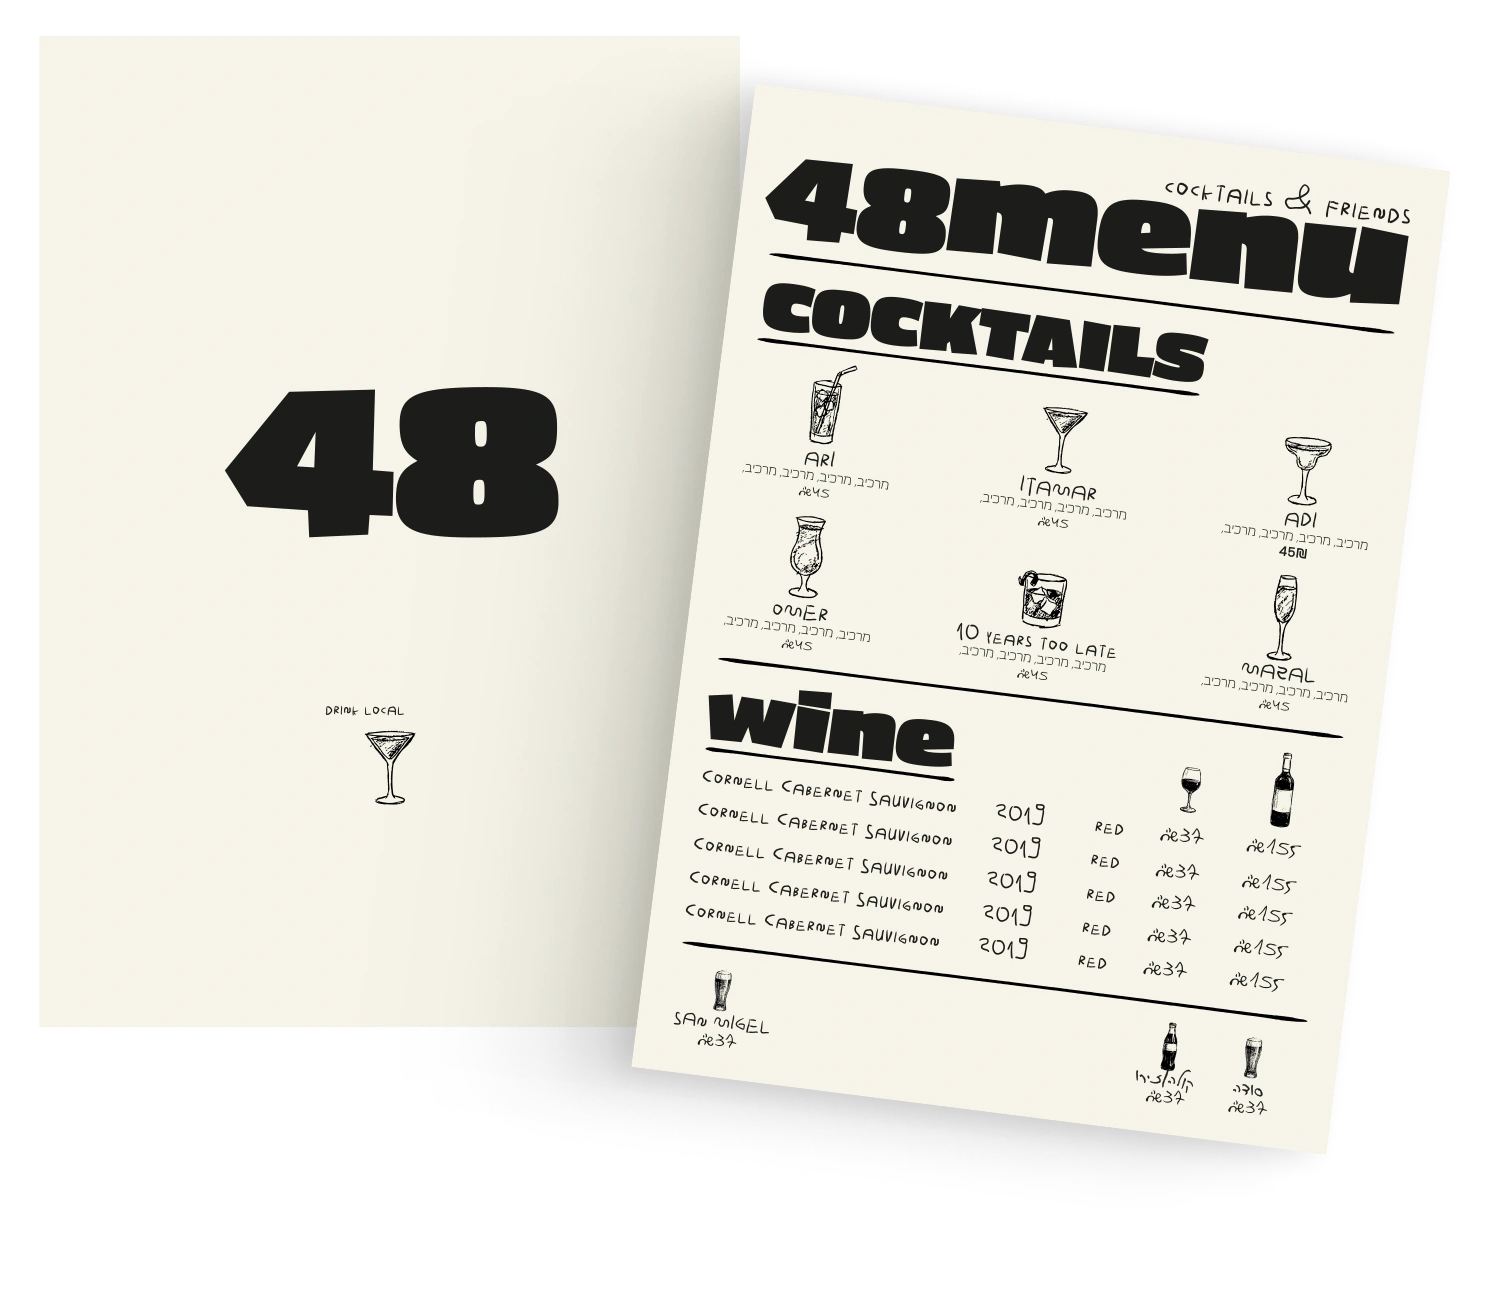 48
DRINK LOCAL
COCKTAILS & FRIENDS
48menu
COCKTAILS
ARI
מרכיב, מרכיב, מרכיב, מרכיב,
₪45
ITAMAR
מרכיב, מרכיב, מרכיב, מרכיב,
₪45
ADI
מרכיב, מרכיב, מרכיב, מרכיב,
45₪
OMER
מרכיב, מרכיב, מרכיב, מרכיב,
₪45
10 YEARS TOO LATE
מרכיב, מרכיב, מרכיב, מרכיב,
₪45
MAZAL
מרכיב, מרכיב, מרכיב, מרכיב,
₪45
wine
CORNELL CABERNET SAUVIGNON 2019 RED ₪37 ₪155
CORNELL CABERNET SAUVIGNON 2019 RED ₪37 ₪155
CORNELL CABERNET SAUVIGNON 2019 RED ₪37 ₪155
CORNELL CABERNET SAUVIGNON 2019 RED ₪37 ₪155
CORNELL CABERNET SAUVIGNON 2019 RED ₪37 ₪155
SAN MIGEL
₪37
קולה/זירו
₪37
סודה
₪37